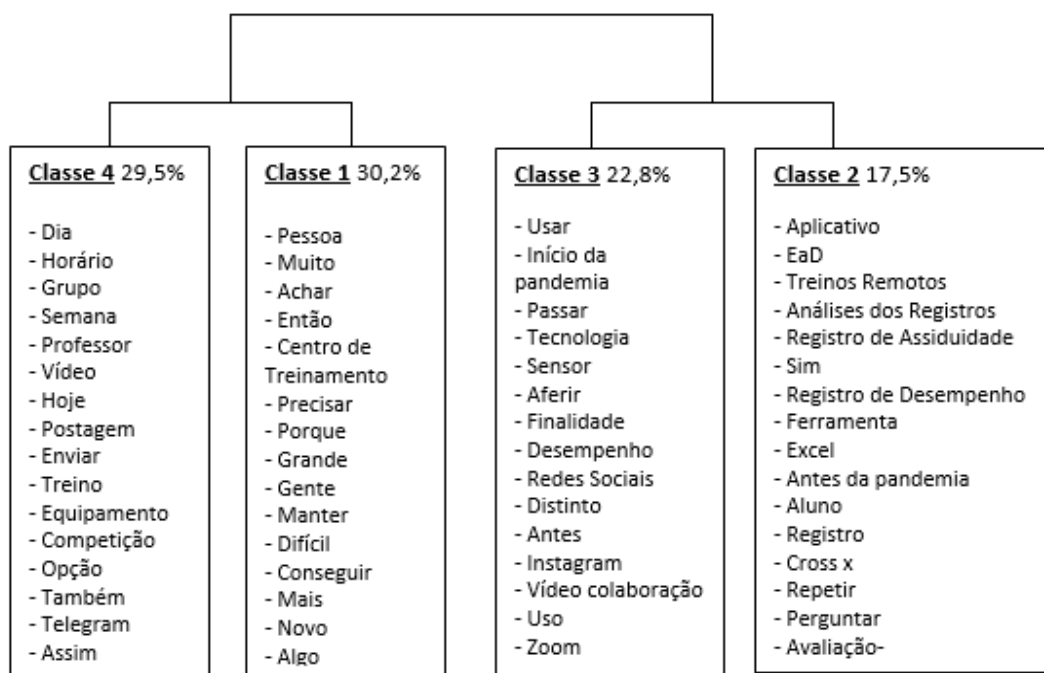 Classe 4 29,5%
- Dia
- Horário
- Grupo
- Semana
- Professor
- Vídeo
- Hoje
- Postagem
- Enviar
- Treino
- Equipamento
- Competição
- Opção
- Também
- Telegram
- Assim
Classe 1 30,2%
- Pessoa
- Muito
- Achar
- Então
- Centro de
Treinamento
- Precisar
- Porque
- Grande
- Gente
- Manter
- Difícil
- Conseguir
- Mais
- Novo
- Algo
Classe 3 22,8%
- Usar
- Início da
pandemia
- Passar
- Tecnologia
- Sensor
- Aferir
- Finalidade
- Desempenho
- Redes Sociais
- Distinto
- Antes
- Instagram
- Vídeo colaboração
- Uso
- Zoom
Classe 2 17,5%
- Aplicativo
- EaD
- Treinos Remotos
- Análises dos Registros
- Registro de Assiduidade
- Sim
- Registro de Desempenho
- Ferramenta
- Excel
- Antes da pandemia
- Aluno
- Registro
- Cross x
- Repetir
- Perguntar
- Avaliação-